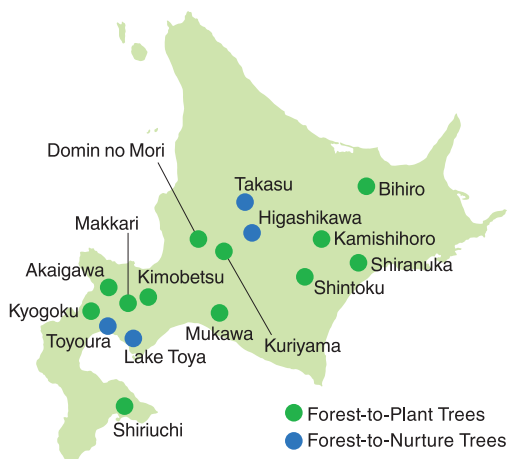 Domin no Mori
Takasu
Bihiro
Makkari
Higashikawa
Kamishihoro
Akaigawa
Kimobetsu
Shiranuka
Shintoku
Kyogoku
Mukawa
Toyoura
Kuriyama
Lake Toya
Shiriuchi
Forest-to-Plant Trees
Forest-to-Nurture Trees